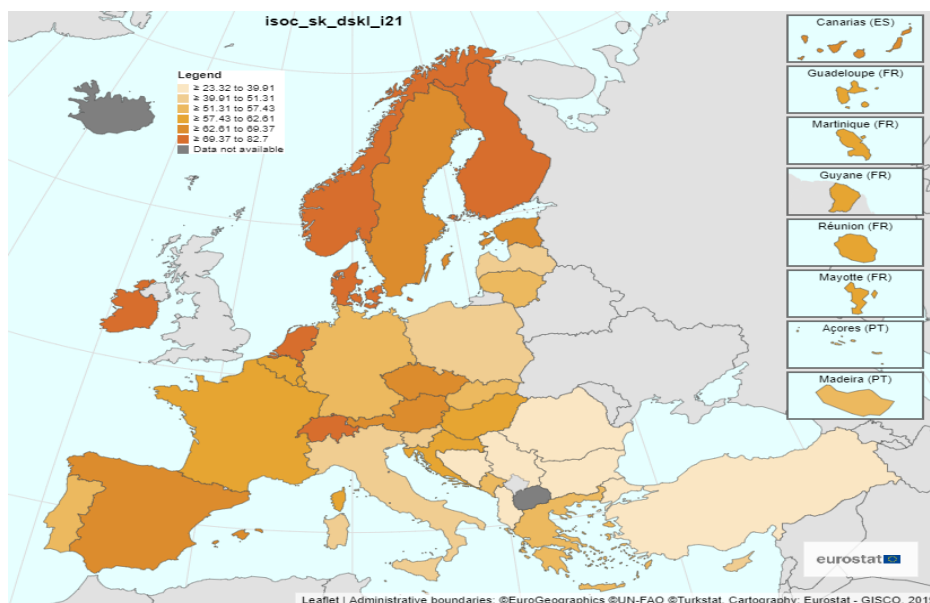 isoc_sk_dskl_i21
Legend
≥ 23.32 to 39.91
≥ 39.91 to 51.31
≥ 51.31 to 57.43
≥ 57.43 to 62.61
≥ 62.61 to 69.37
≥ 69.37 to 82.7
Data not available
Canarias (ES)
Guadeloupe (FR)
Martinique (FR)
Guyane (FR)
Réunion (FR)
Mayotte (FR)
Açores (PT)
Madeira (PT)
eurostat
Leaflet | Administrative boundaries: ©EuroGeographics ©UN-FAO ©Turkstat, Cartography: Eurostat - GISCO, 2019